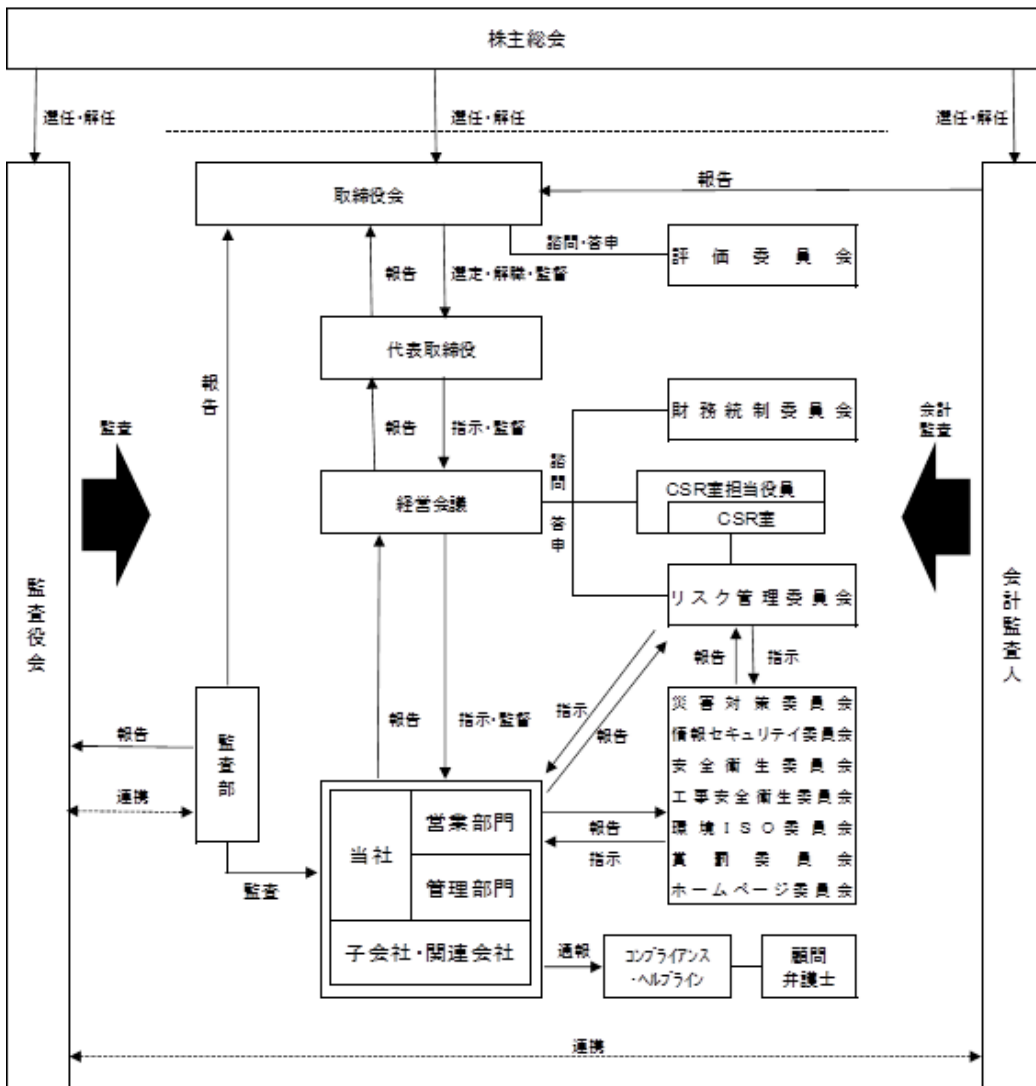 株主総会
選任・解任
選任・解任
選任・解任
取締役会
報告
諮問・答申
評価委員会
報告
選定・解職・監督
代表取締役
報告
報告
指示・監督
財務統制委員会
監査
会計
監査
諮問
答申
経営会議
CSR室担当役員
CSR室
リスク管理委員会
監査役会
会計監査人
報告
指示
報告
指示・監督
指示
報告
監査部
報告
連携
監査
災害対策委員会
情報セキュリティ委員会
安全衛生委員会
工事安全衛生委員会
環境ISO委員会
賞罰委員会
ホームページ委員会
報告
指示
当社
営業部門
管理部門
子会社・関連会社
通報
コンプライアンス
・ヘルプライン
顧問
弁護士
連携